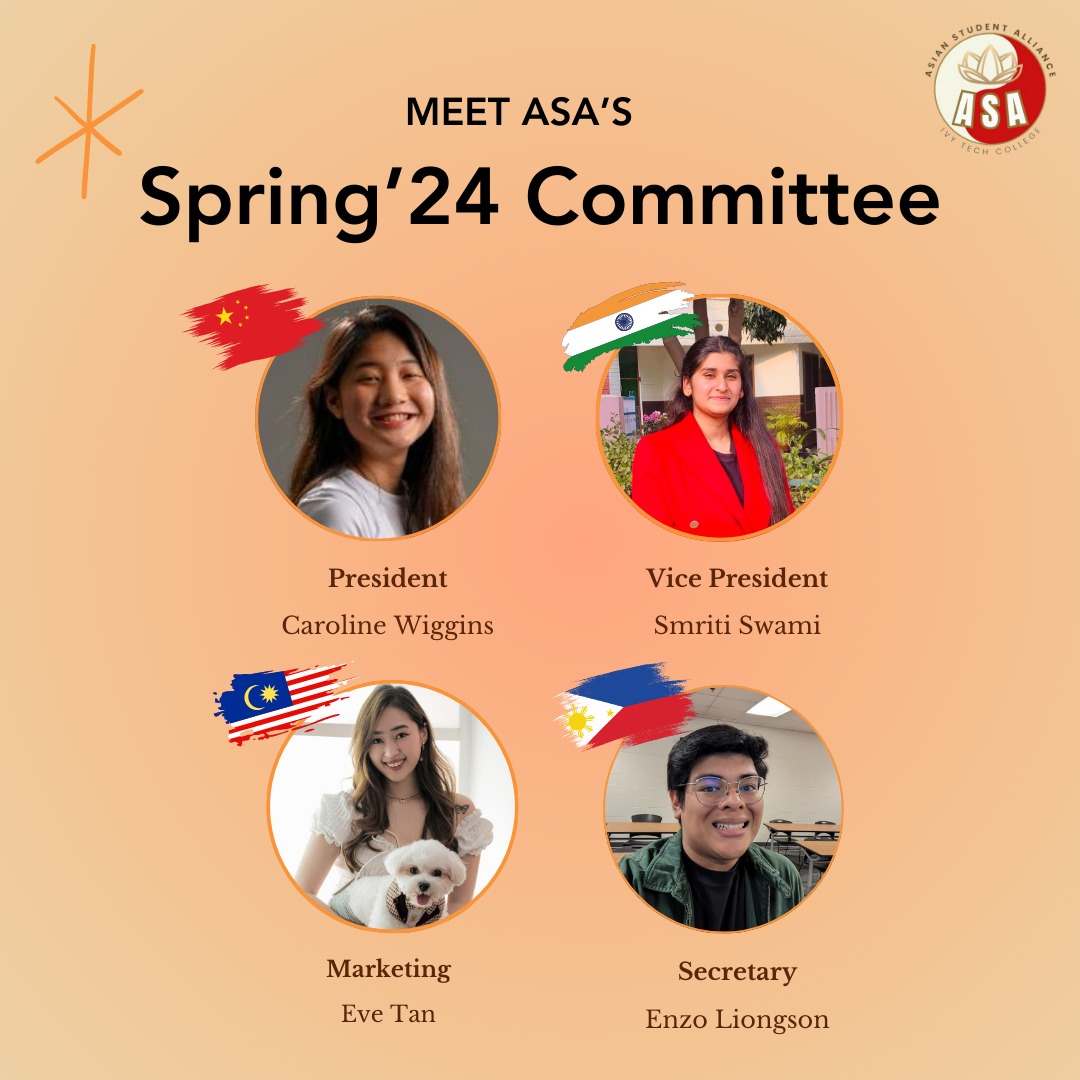 ASIAN STUDENT ALLIANCE
ASA
IVY TECH COLLEGE
MEET ASA’S
Spring’24 Committee
President
Caroline Wiggins
Vice President
Smriti Swami
Marketing
Eve Tan
Secretary
Enzo Liongson